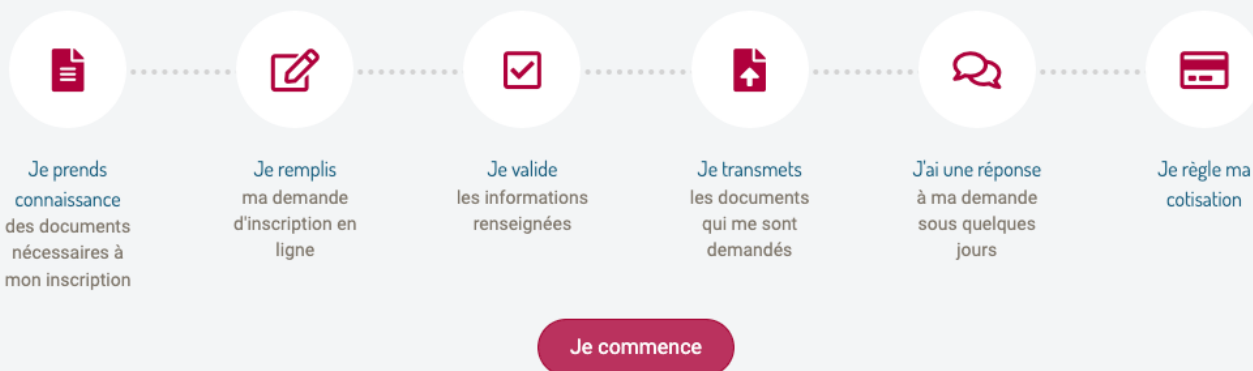 Je prends
connaissance
des documents
nécessaires à
mon inscription
Je remplis
ma demande
d'inscription en
ligne
Je valide
les informations
renseignées
Je transmets
les documents
qui me sont
demandés
J'ai une réponse
à ma demande
sous quelques
jours
Je règle ma
cotisation
Je commence